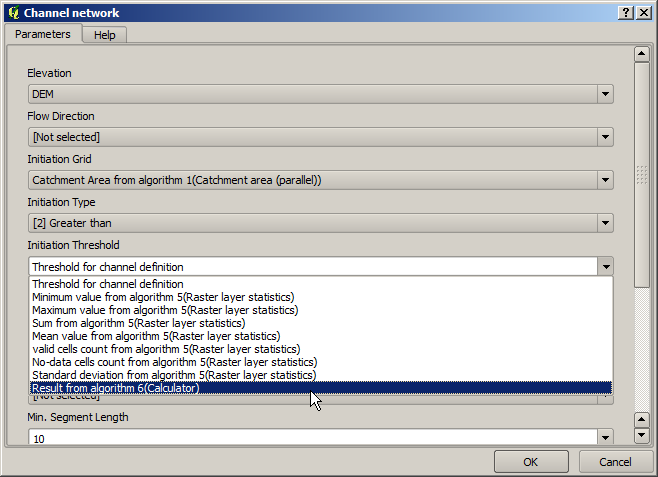 Channel network
Parameters
Help
Elevation
DEM
Flow Direction
[Not selected]
Initiation Grid
Catchment Area from algorithm 1(Catchment area (parallel))
Initiation Type
[2] Greater than
Initiation Threshold
Threshold for channel definition
Threshold for channel definition
Minimum value from algorithm 5(Raster layer statistics)
Maximum value from algorithm 5(Raster layer statistics)
Sum from algorithm 5(Raster layer statistics)
Mean value from algorithm 5(Raster layer statistics)
valid cells count from algorithm 5(Raster layer statistics)
No-data cells count from algorithm 5(Raster layer statistics)
Standard deviation from algorithm 5(Raster layer statistics)
Result from algorithm 6(Calculator)
[Not selected]
Min. Segment Length
10
OK
Cancel